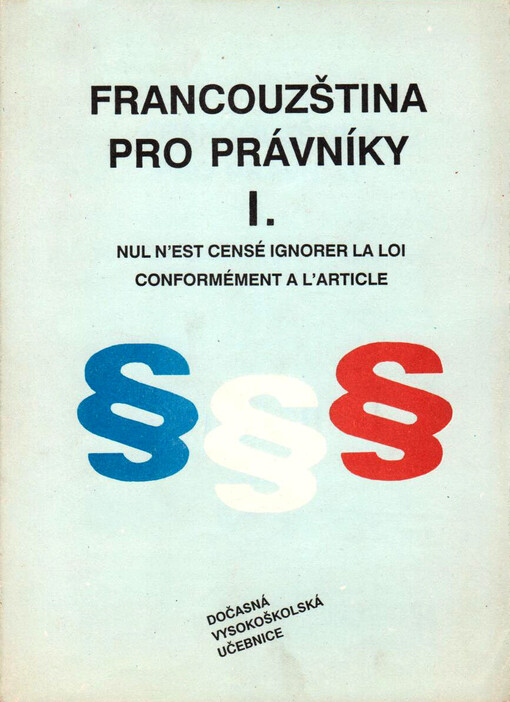 FRANCOUZŠTINA
PRO PRÁVNÍKY
I.
NUL N'EST CENSÉ IGNORER LA LOI
CONFORMÉMENT A L'ARTICLE
§ § §
DOČASNÁ
VYSOKOŠKOLSKÁ
UČEBNICE